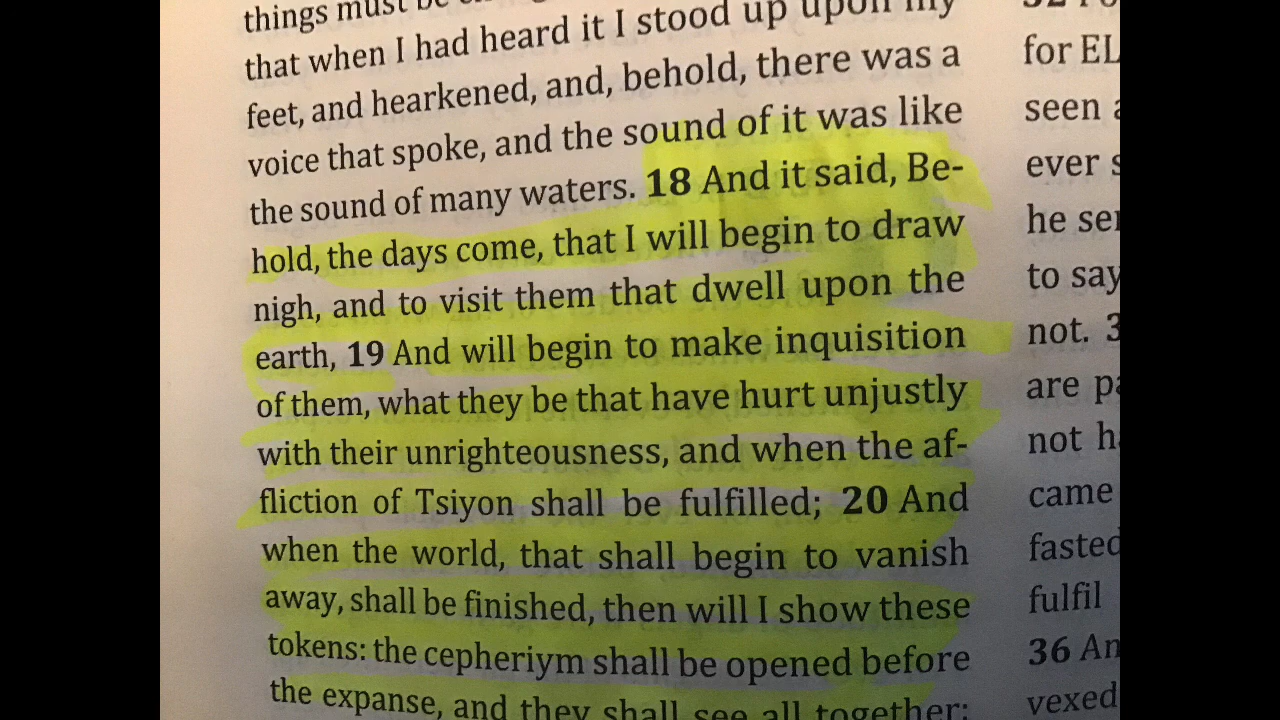 things must be
that when I had heard it I stood up upon my
feet, and hearkened, and, behold, there was a
voice that spoke, and the sound of it was like
the sound of many waters. 18 And it said, Be-
hold, the days come, that I will begin to draw
nigh, and to visit them that dwell upon the
earth, 19 And will begin to make inquisition
of them, what they be that have hurt unjustly
with their unrighteousness, and when the af-
fliction of Tsiyon shall be fulfilled; 20 And
when the world, that shall begin to vanish
away, shall be finished, then will I show these
tokens: the cepheriym shall be opened before
the expanse, and they shall see all together:
for EL
seen
ever
he
to say
not. 3
are
not
came
fasted
fulfil
36
vexed